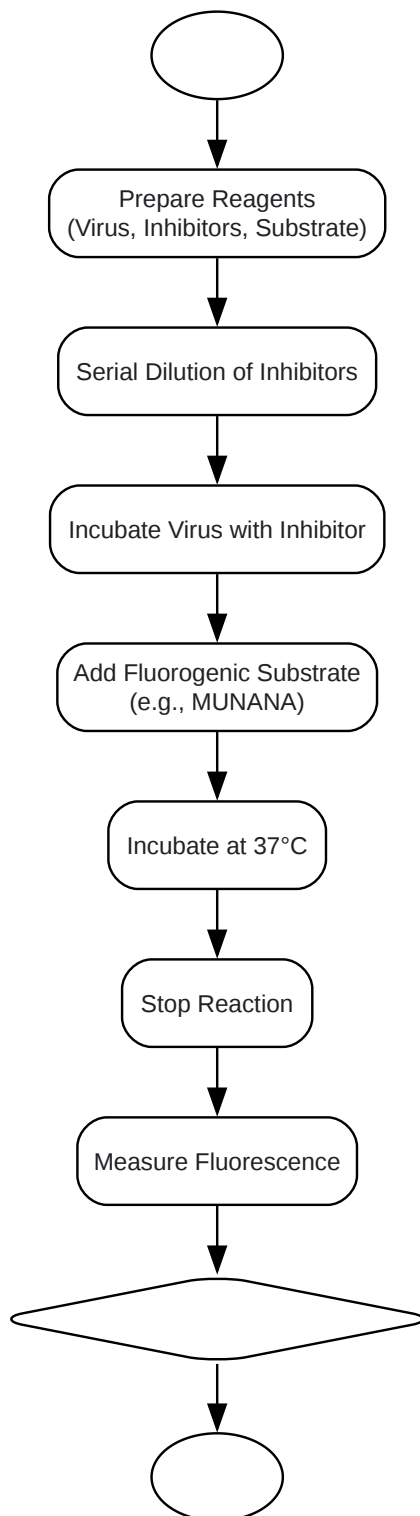 Prepare Reagents
(Virus, Inhibitors, Substrate)
Serial Dilution of Inhibitors
Incubate Virus with Inhibitor
Add Fluorogenic Substrate
(e.g., MUNANA)
Incubate at 37°C
Stop Reaction
Measure Fluorescence